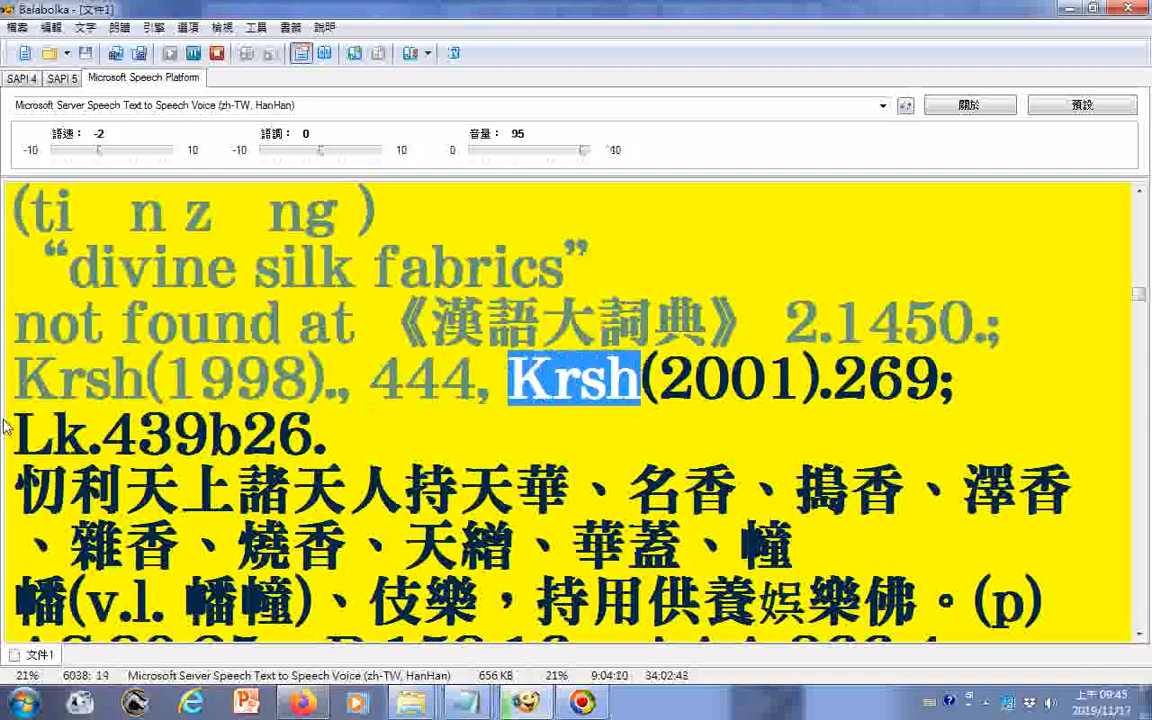 Balabolka - [文件1]
檔案 編輯 文字 朗讀 引擎 選項 檢視 工具 書籤 說明
SAPI 4 SAPI 5 Microsoft Speech Platform
Microsoft Server Speech Text to Speech Voice (zh-TW, HanHan) 關於 預設
語速： -2 語調： 0 音量： 95
-10 10 -10 10 0
(ti n z ng )
“divine silk fabrics”
not found at 《漢語大詞典》 2.1450.;
Krsh(1998)., 444, Krsh(2001).269;
Lk.439b26.
忉利天上諸天人持天華、名香、搗香、澤香
、雜香、燒香、天繒、華蓋、幢
幡(v.l. 幡幢)、伎樂，持用供養娛樂佛。(p)
文件1
21% 6038: 19 Microsoft Server Speech Text to Speech Voice (zh-TW, HanHan) 656 KB 21% 9:04:20 34:02:43
上午 09:45
2019/11/17